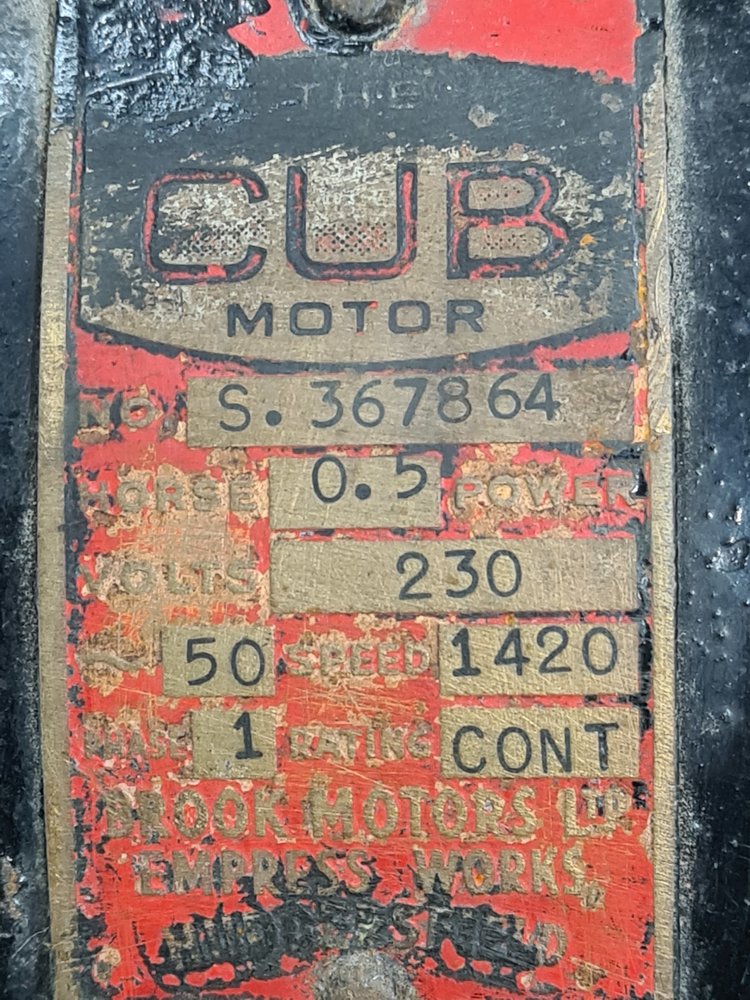 THE
CUB
MOTOR
NO. S. 367864
HORSE 0.5 POWER
VOLTS 230
~ 50 SPEED 1420
PHASE 1 RATING CONT
BROOK MOTORS LTD
EMPRESS WORKS,
HUDDERSFIELD